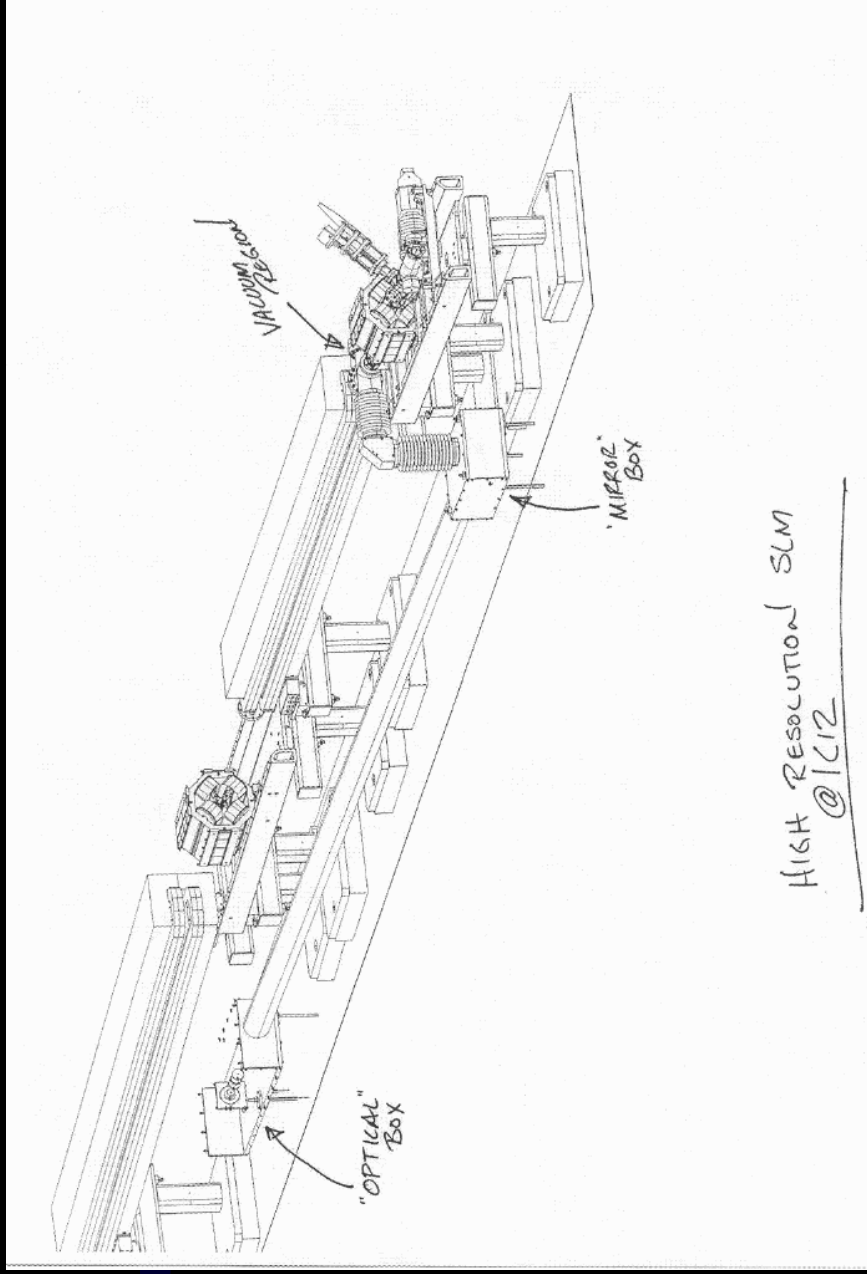 VACUUM
REGION
"MIRROR"
BOX
"OPTICAL"
BOX
HIGH RESOLUTION SLM
@1C12